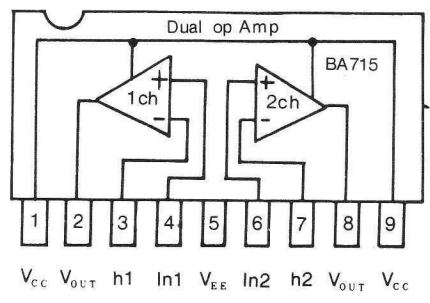 Dual op Amp
BA715
+ +
1ch 2ch
− −
1 2 3 4 5 6 7 8 9
VCC VOUT h1 In1 VEE In2 h2 VOUT VCC